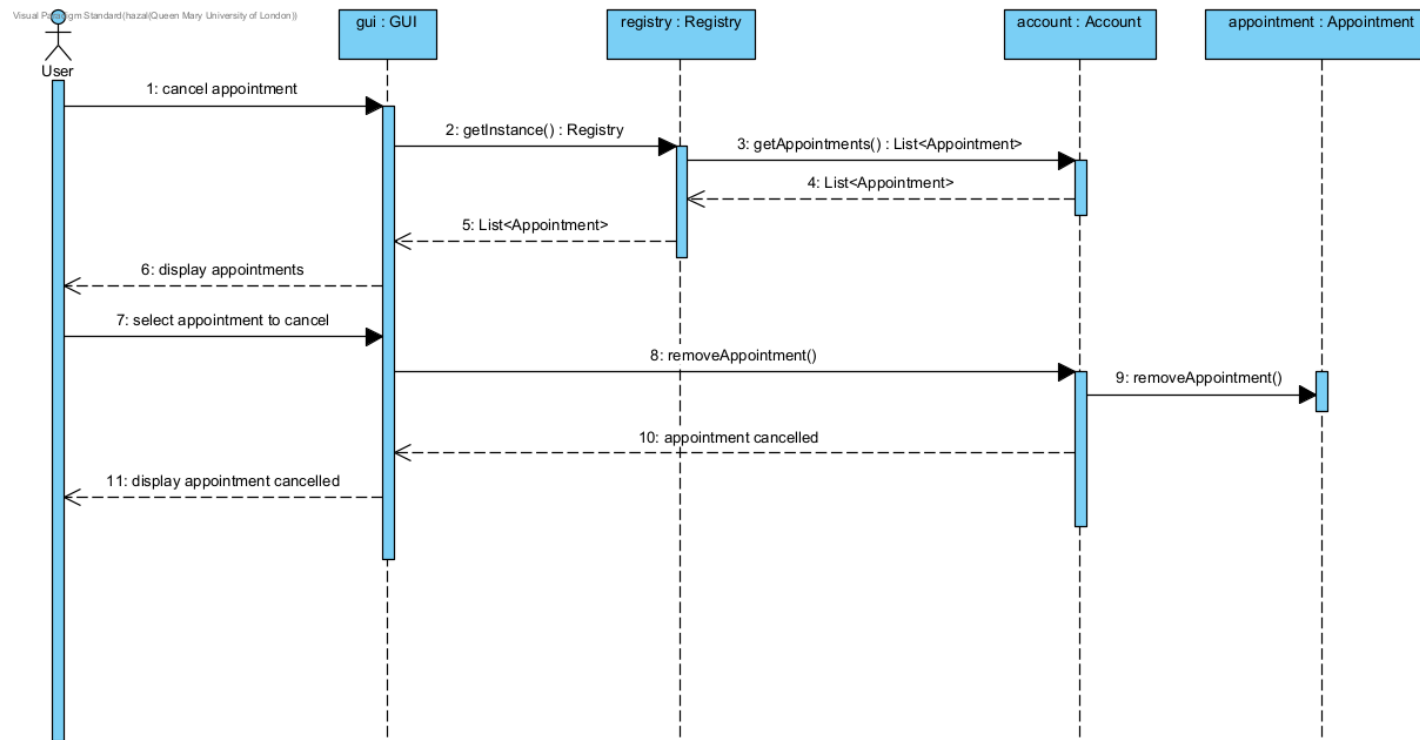 Visual Paradigm Standard(hazal(Queen Mary University of London))
gui : GUI
registry : Registry
account : Account
appointment : Appointment
User
1: cancel appointment
2: getInstance() : Registry
3: getAppointments() : List<Appointment>
4: List<Appointment>
5: List<Appointment>
6: display appointments
7: select appointment to cancel
8: removeAppointment()
9: removeAppointment()
10: appointment cancelled
11: display appointment cancelled